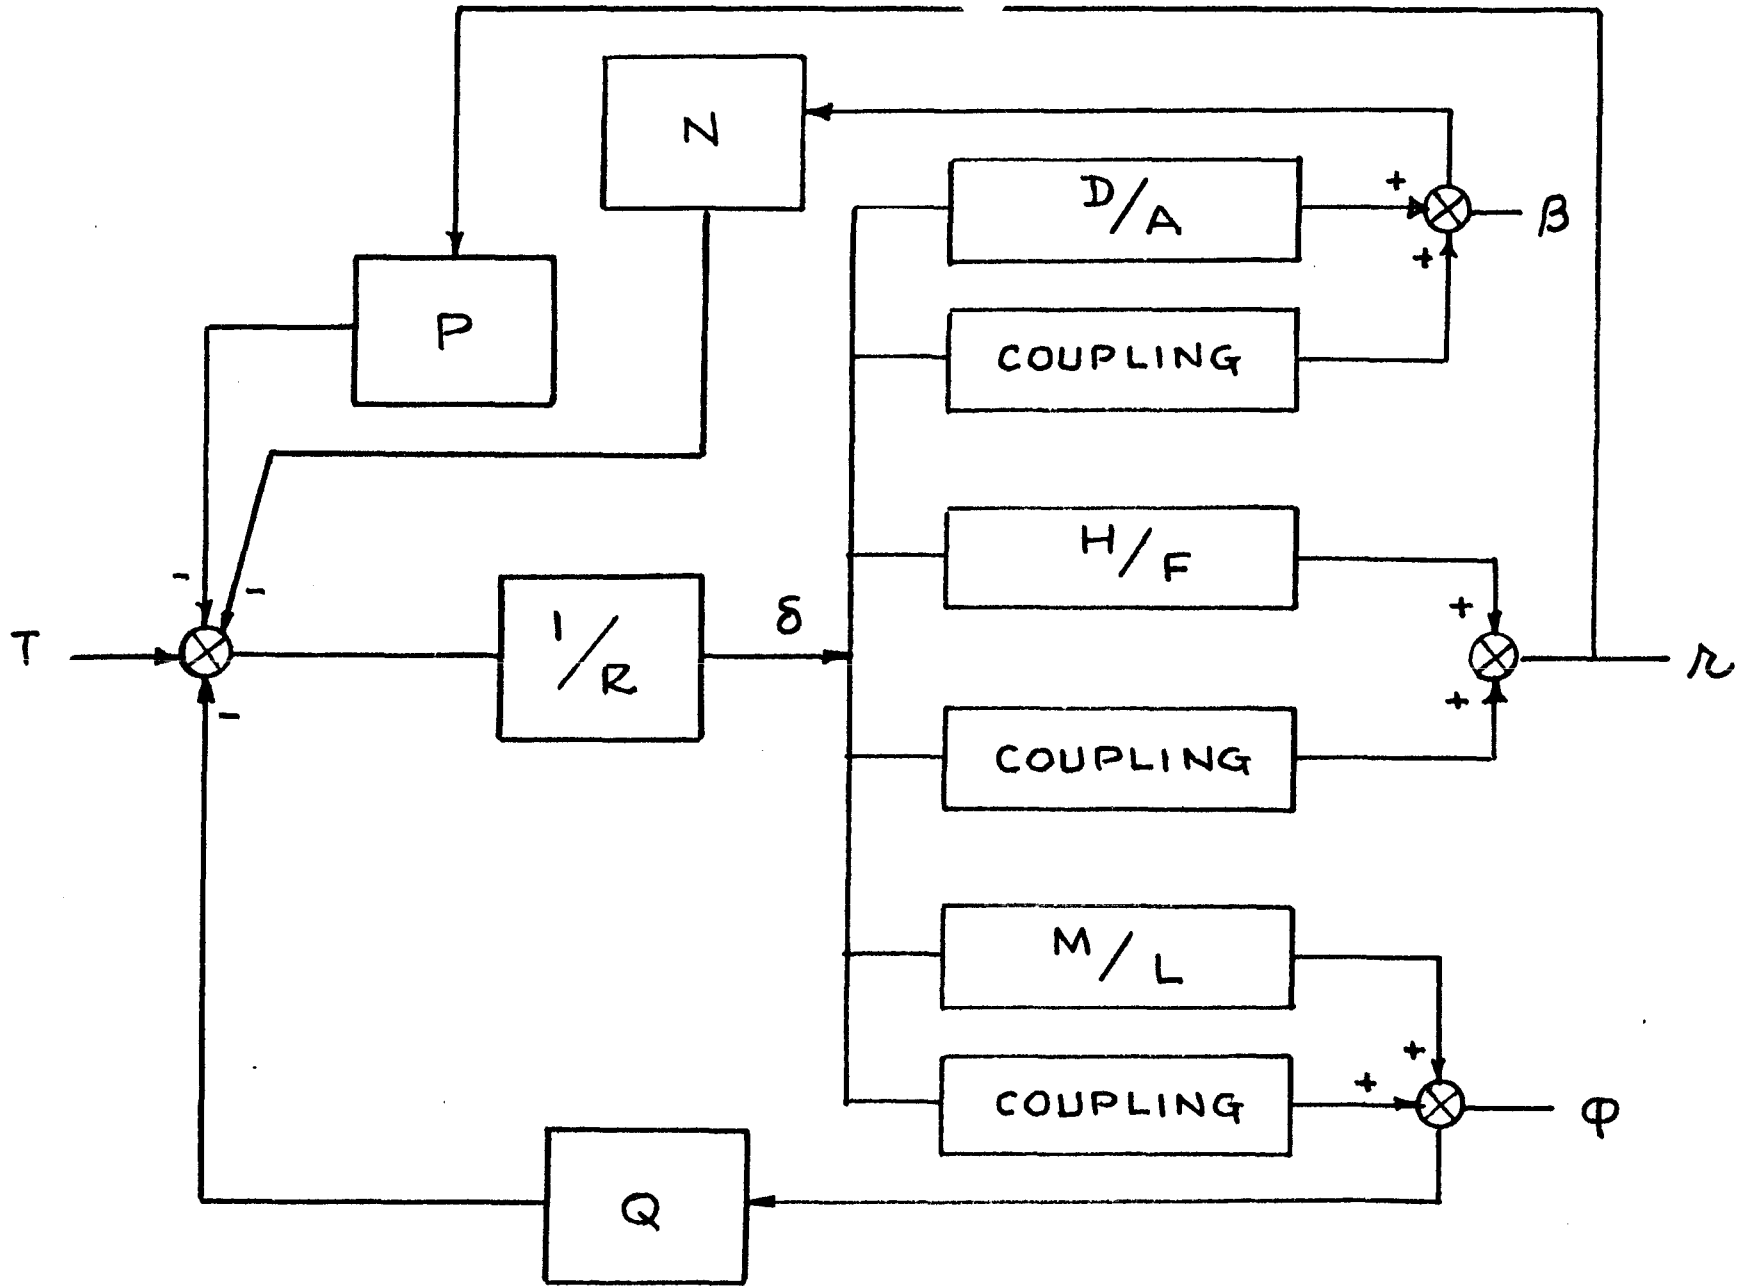 N
D/A
+
β
+
P
COUPLING
H/F
-
-
1/R
δ
+
T
r
-
+
COUPLING
M/L
+
+
COUPLING
φ
Q